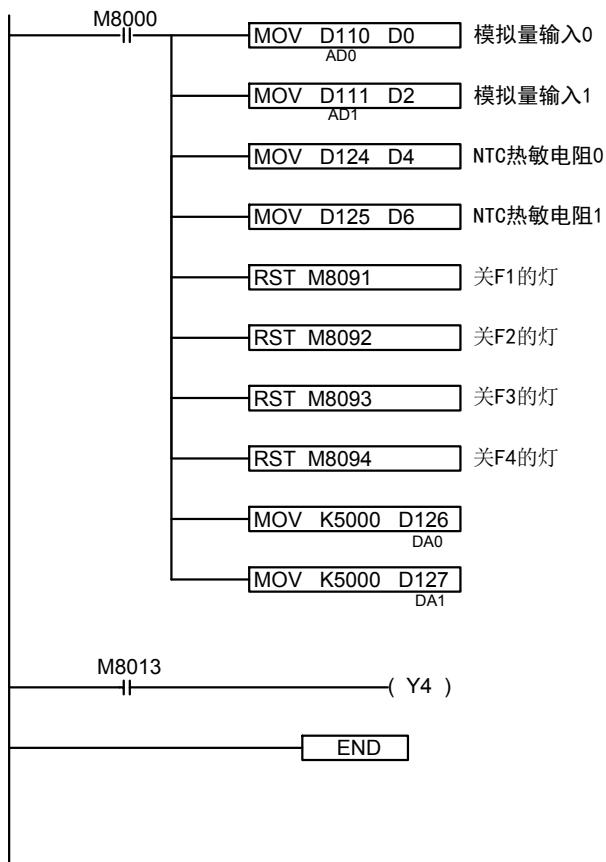 M8000
MOV D110 D0 模拟量输入0
AD0
MOV D111 D2 模拟量输入1
AD1
MOV D124 D4 NTC热敏电阻0
MOV D125 D6 NTC热敏电阻1
RST M8091 关F1的灯
RST M8092 关F2的灯
RST M8093 关F3的灯
RST M8094 关F4的灯
MOV K5000 D126
DA0
MOV K5000 D127
DA1
M8013
( Y4 )
END